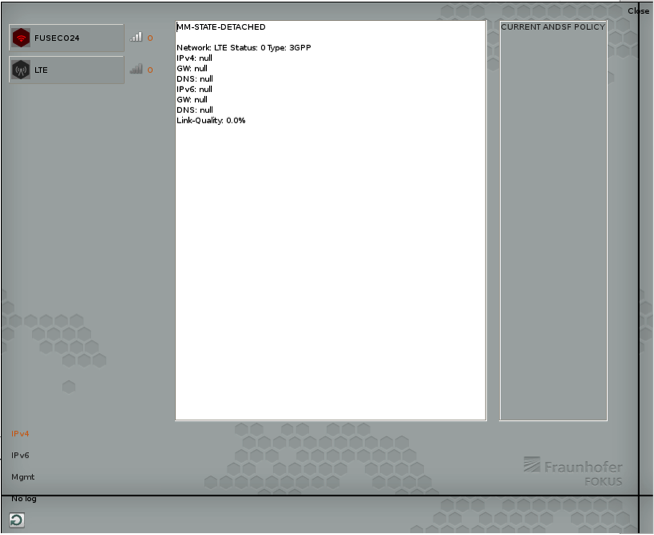 Close
FUSECO24
0
LTE
0
MM-STATE-DETACHED
Network: LTE Status: 0 Type: 3GPP
IPv4: null
GW: null
DNS: null
IPv6: null
GW: null
DNS: null
Link-Quality: 0.0%
CURRENT ANDSF POLICY
IPv4
IPv6
Mgmt
No log
Fraunhofer
FOKUS